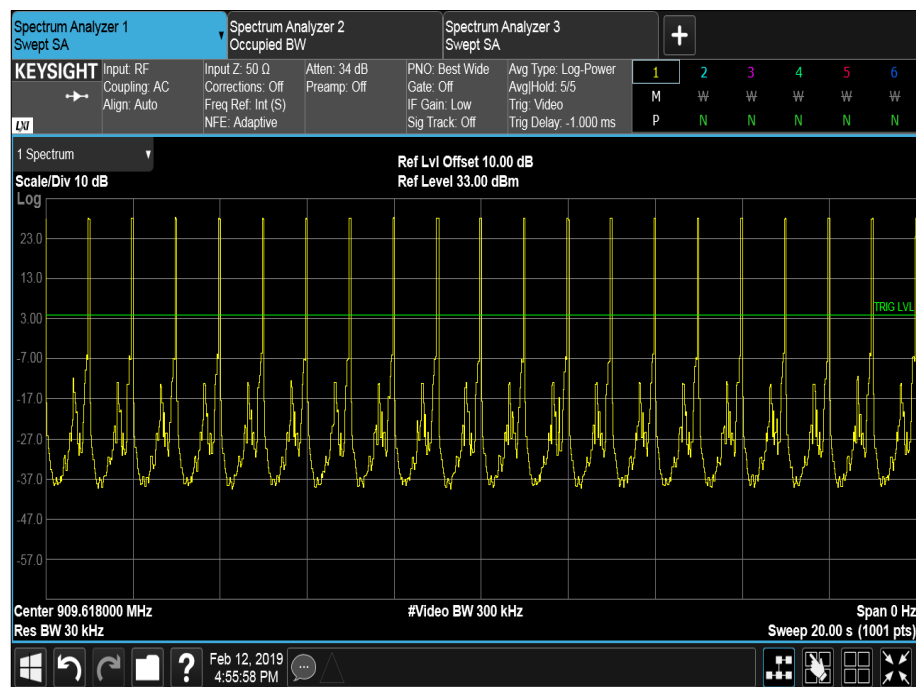 Spectrum Analyzer 1
Swept SA
Spectrum Analyzer 2
Occupied BW
Spectrum Analyzer 3
Swept SA
KEYSIGHT
LXI
Input: RF
Coupling: AC
Align: Auto
Input Z: 50 Ω
Corrections: Off
Freq Ref: Int (S)
NFE: Adaptive
Atten: 34 dB
Preamp: Off
PNO: Best Wide
Gate: Off
IF Gain: Low
Sig Track: Off
Avg Type: Log-Power
Avg|Hold: 5/5
Trig: Video
Trig Delay: -1.000 ms
1 2 3 4 5 6
M W W W W W
P N N N N N
1 Spectrum
Scale/Div 10 dB
Ref Lvl Offset 10.00 dB
Ref Level 33.00 dBm
Log
23.0
13.0
3.00
-7.00
-17.0
-27.0
-37.0
-47.0
-57.0
TRIG LVL
Center 909.618000 MHz
Res BW 30 kHz
#Video BW 300 kHz
Span 0 Hz
Sweep 20.00 s (1001 pts)
?
Feb 12, 2019
4:55:58 PM